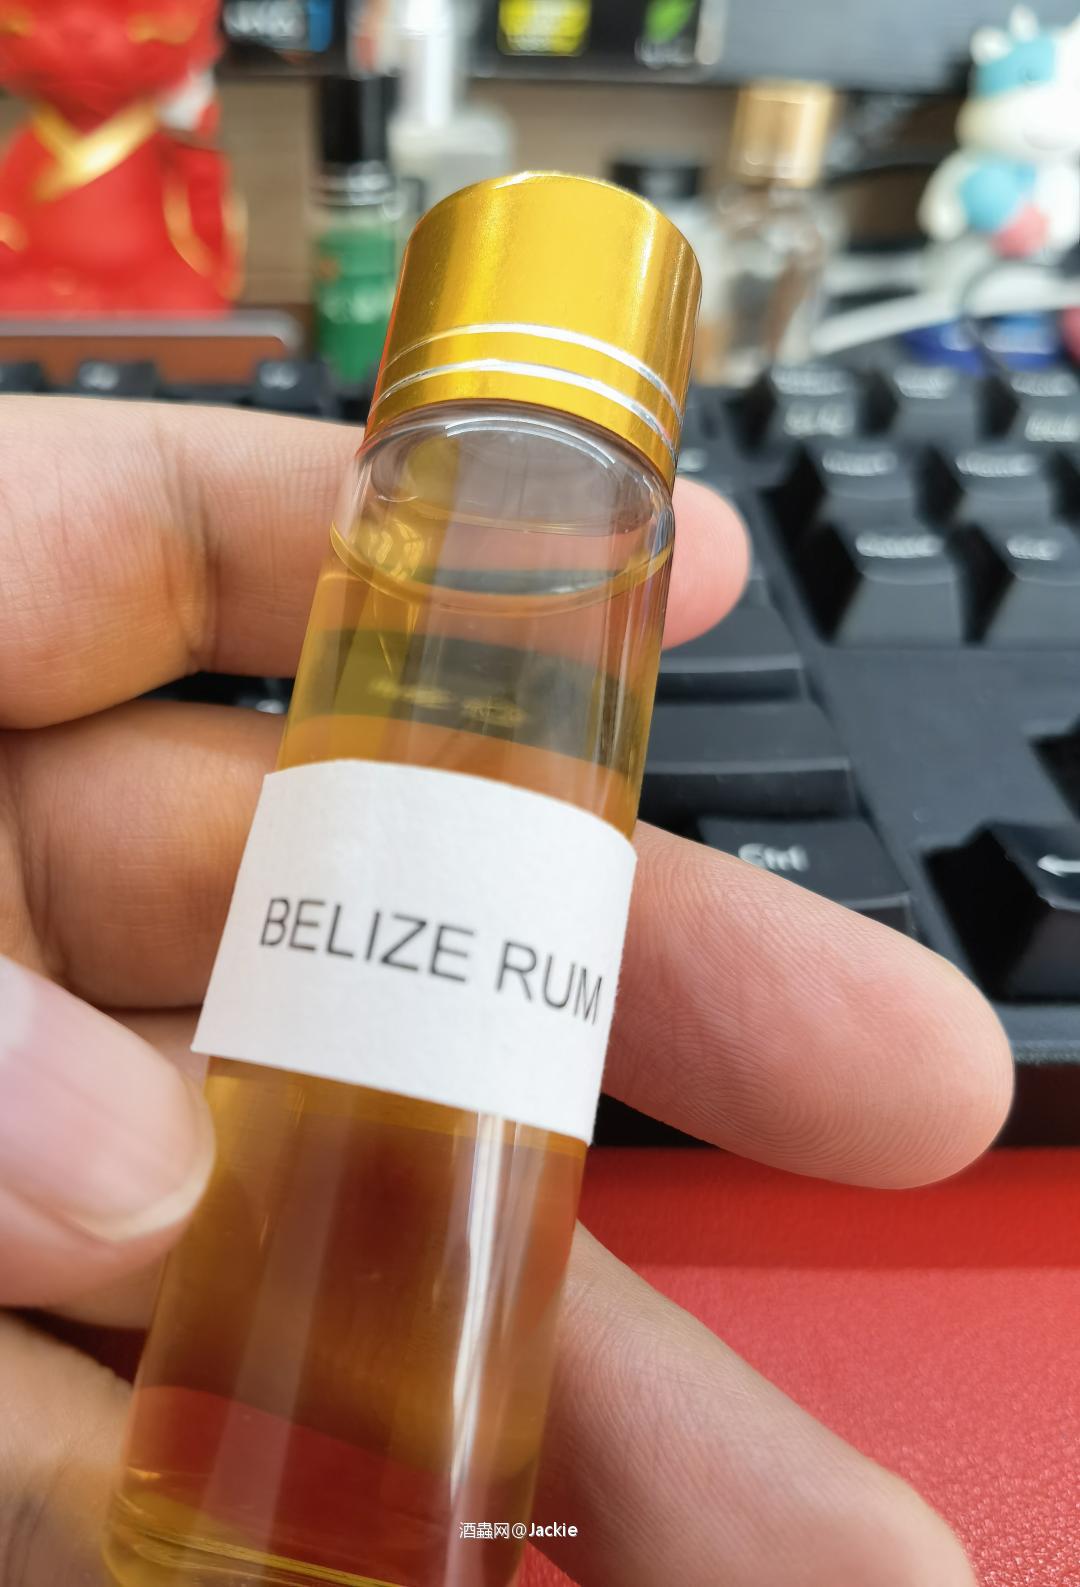 BELIZE RUM
Ctrl
←
酒蟲网@Jackie